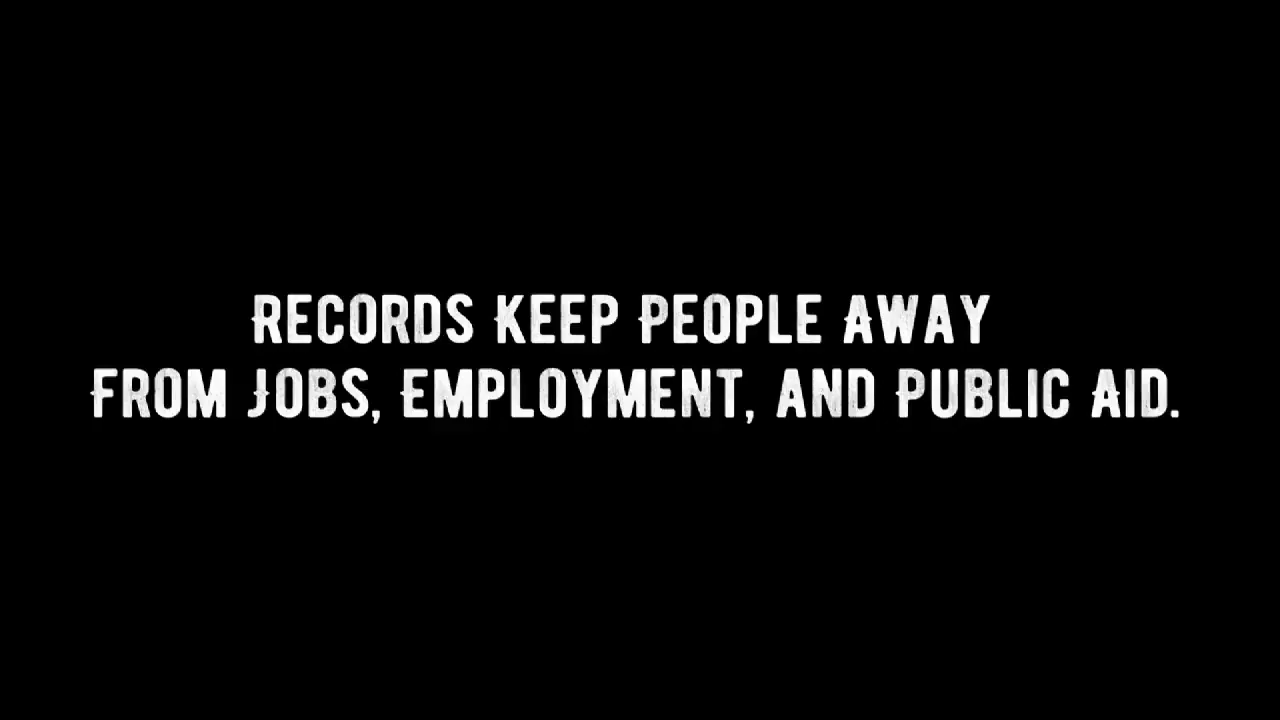 RECORDS KEEP PEOPLE AWAY
FROM JOBS, EMPLOYMENT, AND PUBLIC AID.